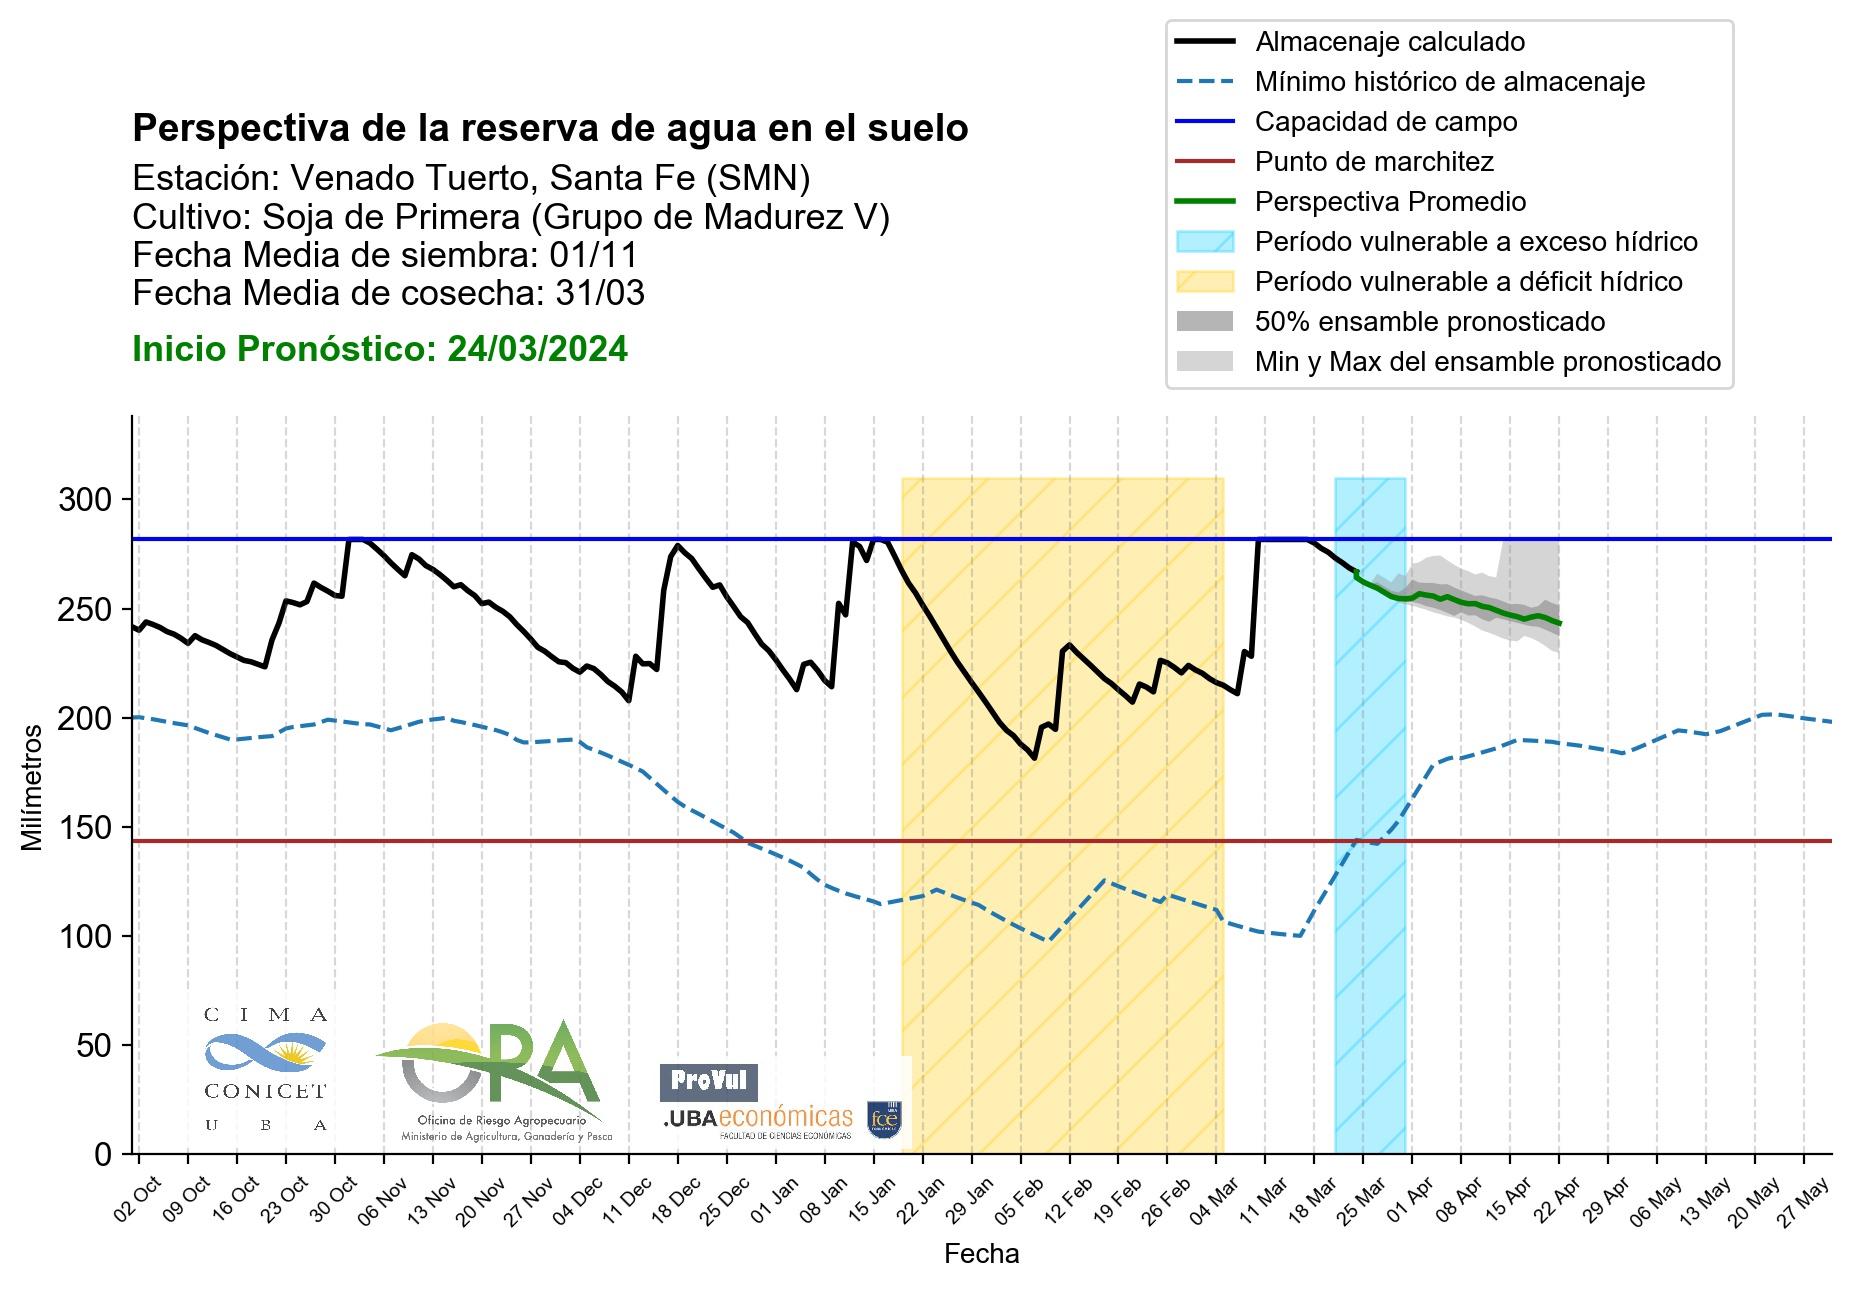 Almacenaje calculado
Mínimo histórico de almacenaje
Capacidad de campo
Punto de marchitez
Perspectiva Promedio
Período vulnerable a exceso hídrico
Período vulnerable a déficit hídrico
50% ensamble pronosticado
Min y Max del ensamble pronosticado
Perspectiva de la reserva de agua en el suelo
Estación: Venado Tuerto, Santa Fe (SMN)
Cultivo: Soja de Primera (Grupo de Madurez V)
Fecha Media de siembra: 01/11
Fecha Media de cosecha: 31/03
Inicio Pronóstico: 24/03/2024
Milímetros
300
250
200
150
100
50
0
CIMA
CONICET
UBA
ORA
Oficina de Riesgo Agropecuario
Ministerio de Agricultura, Ganadería y Pesca
ProVul
.UBAeconómicas
FACULTAD DE CIENCIAS ECONÓMICAS
UBA
fce
02 Oct
09 Oct
16 Oct
23 Oct
30 Oct
06 Nov
13 Nov
20 Nov
27 Nov
04 Dec
11 Dec
18 Dec
25 Dec
01 Jan
08 Jan
15 Jan
22 Jan
29 Jan
05 Feb
12 Feb
19 Feb
26 Feb
04 Mar
11 Mar
18 Mar
25 Mar
01 Apr
08 Apr
15 Apr
22 Apr
29 Apr
06 May
13 May
20 May
27 May
Fecha